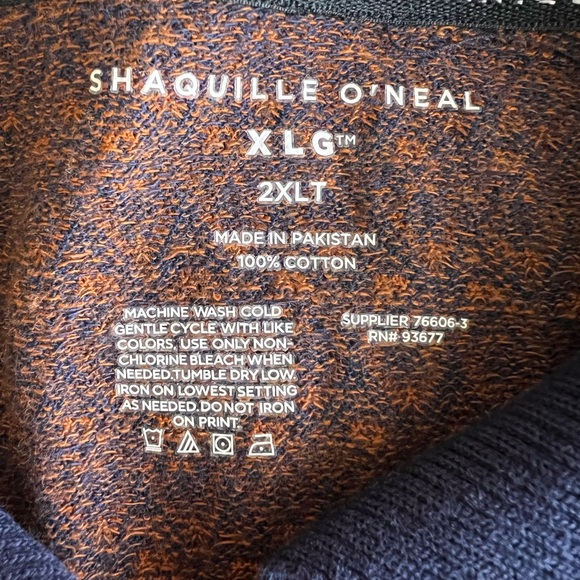 SHAQUILLE O'NEAL
XLG™
2XLT
MADE IN PAKISTAN
100% COTTON
MACHINE WASH COLD
GENTLE CYCLE WITH LIKE
COLORS. USE ONLY NON-
CHLORINE BLEACH WHEN
NEEDED.TUMBLE DRY LOW.
IRON ON LOWEST SETTING
AS NEEDED.DO NOT IRON
ON PRINT.
SUPPLIER 76606-3
RN# 93677